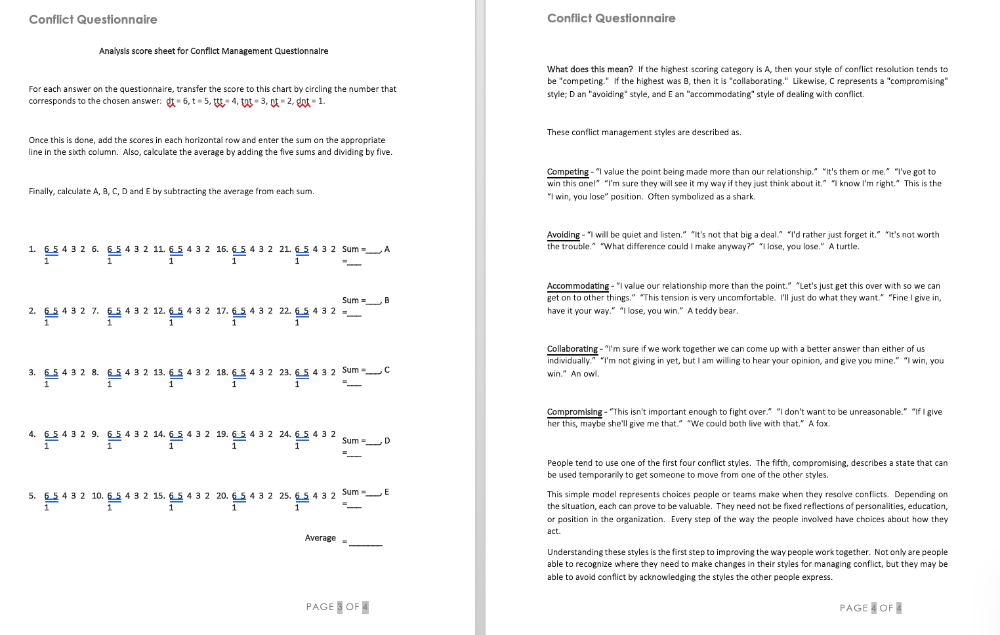 Conflict Questionnaire
Analysis score sheet for Conflict Management Questionnaire
For each answer on the questionnaire, transfer the score to this chart by circling the number that
corresponds to the chosen answer:  dt = 6, t = 5, ttt = 4, tnt = 3, nt = 2, dnt = 1.
Once this is done, add the scores in each horizontal row and enter the sum on the appropriate
line in the sixth column.  Also, calculate the average by adding the five sums and dividing by five.
Finally, calculate A, B, C, D and E by subtracting the average from each sum.
1. 6 5 4 3 2 6. 6 5 4 3 2 11. 6 5 4 3 2 16. 6 5 4 3 2 21. 6 5 4 3 2 Sum =___, A
1 1 1 1 1 =___
Sum =___, B
2. 6 5 4 3 2 7. 6 5 4 3 2 12. 6 5 4 3 2 17. 6 5 4 3 2 22. 6 5 4 3 2 =___
1 1 1 1 1
3. 6 5 4 3 2 8. 6 5 4 3 2 13. 6 5 4 3 2 18. 6 5 4 3 2 23. 6 5 4 3 2 Sum =___, C
1 1 1 1 1 =___
4. 6 5 4 3 2 9. 6 5 4 3 2 14. 6 5 4 3 2 19. 6 5 4 3 2 24. 6 5 4 3 2
Sum =___, D
1 1 1 1 1
=___
5. 6 5 4 3 2 10. 6 5 4 3 2 15. 6 5 4 3 2 20. 6 5 4 3 2 25. 6 5 4 3 2 Sum =___, E
1 1 1 1 1 =___
Average = _______
PAGE 3 OF 4
Conflict Questionnaire
What does this mean?  If the highest scoring category is A, then your style of conflict resolution tends to
be "competing."  If the highest was B, then it is "collaborating."  Likewise, C represents a "compromising"
style; D an "avoiding" style, and E an "accommodating" style of dealing with conflict.
These conflict management styles are described as.
Competing - “I value the point being made more than our relationship.”  “It's them or me.”  “I've got to
win this one!”  “I'm sure they will see it my way if they just think about it.”  “I know I'm right.”  This is the
“I win, you lose” position.  Often symbolized as a shark.
Avoiding - “I will be quiet and listen.”  “It's not that big a deal.”  “I'd rather just forget it.”  “It's not worth
the trouble.”  “What difference could I make anyway?”  “I lose, you lose.”  A turtle.
Accommodating - “I value our relationship more than the point.”  “Let's just get this over with so we can
get on to other things.”  “This tension is very uncomfortable.  I'll just do what they want.”  “Fine I give in,
have it your way.”  “I lose, you win.”  A teddy bear.
Collaborating - “I'm sure if we work together we can come up with a better answer than either of us
individually.”  “I'm not giving in yet, but I am willing to hear your opinion, and give you mine.”  “I win, you
win.”  An owl.
Compromising - “This isn't important enough to fight over.”  “I don't want to be unreasonable.”  “If I give
her this, maybe she'll give me that.”  “We could both live with that.”  A fox.
People tend to use one of the first four conflict styles.  The fifth, compromising, describes a state that can
be used temporarily to get someone to move from one of the other styles.
This simple model represents choices people or teams make when they resolve conflicts.  Depending on
the situation, each can prove to be valuable.  They need not be fixed reflections of personalities, education,
or position in the organization.  Every step of the way the people involved have choices about how they
act.
Understanding these styles is the first step to improving the way people work together.  Not only are people
able to recognize where they need to make changes in their styles for managing conflict, but they may be
able to avoid conflict by acknowledging the styles the other people express.
PAGE 4 OF 4